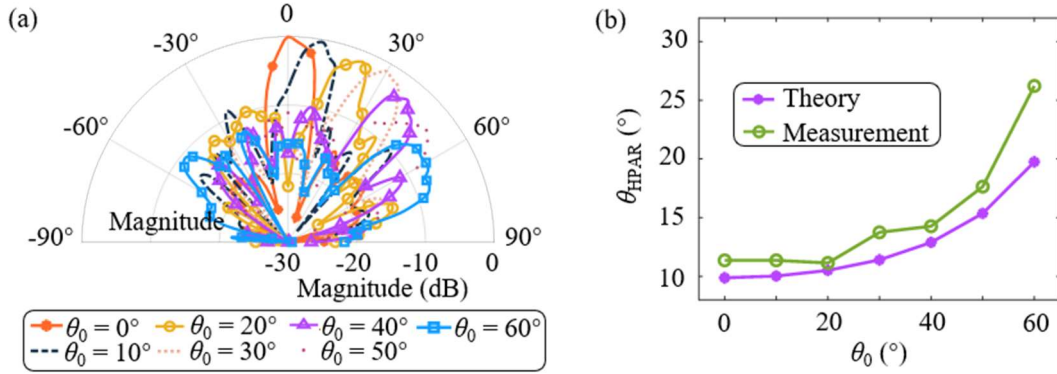 (a)
0
-30°
30°
-60°
60°
-90°
90°
Magnitude
-30 -20 -10 0
Magnitude (dB)
θ0 = 0° θ0 = 20° θ0 = 40° θ0 = 60°
θ0 = 10° θ0 = 30° θ0 = 50°
(b)
30
25
20
15
10
θHPAR (°)
Theory
Measurement
0 20 40 60
θ0 (°)